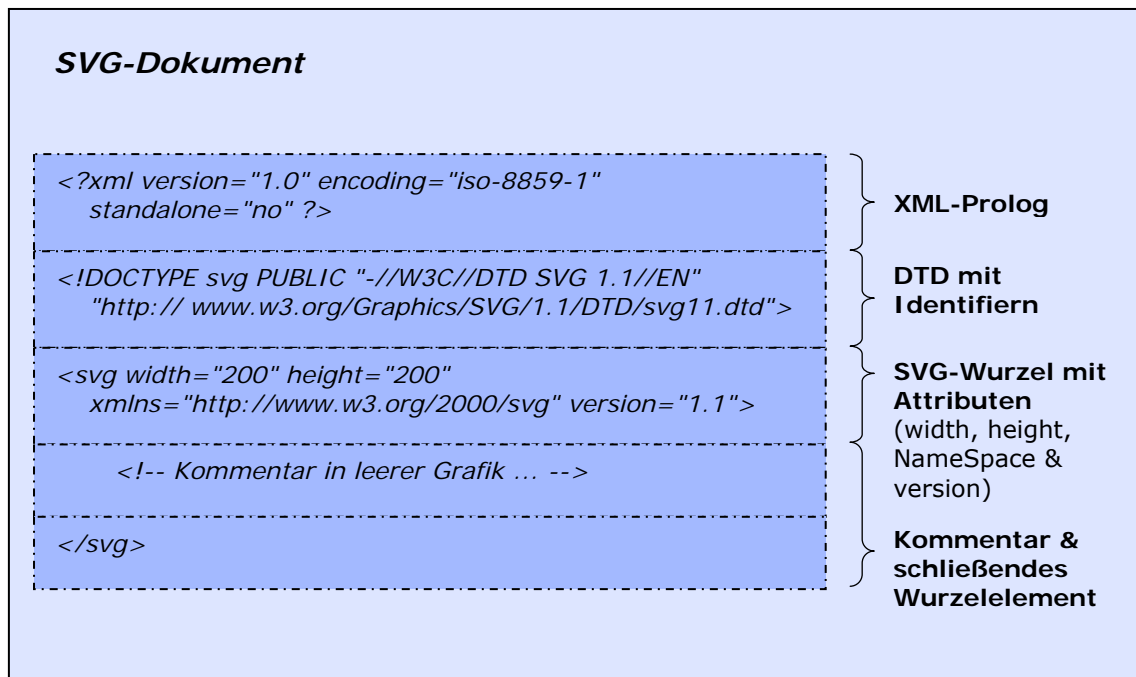 SVG-Dokument
<?xml version="1.0" encoding="iso-8859-1"
standalone="no" ?>
XML-Prolog
<!DOCTYPE svg PUBLIC "-//W3C//DTD SVG 1.1//EN"
"http:// www.w3.org/Graphics/SVG/1.1/DTD/svg11.dtd">
DTD mit
Identifiern
<svg width="200" height="200"
xmlns="http://www.w3.org/2000/svg" version="1.1">
SVG-Wurzel mit
Attributen
(width, height,
NameSpace &
version)
<!-- Kommentar in leerer Grafik ... -->
</svg>
Kommentar &
schließendes
Wurzelelement